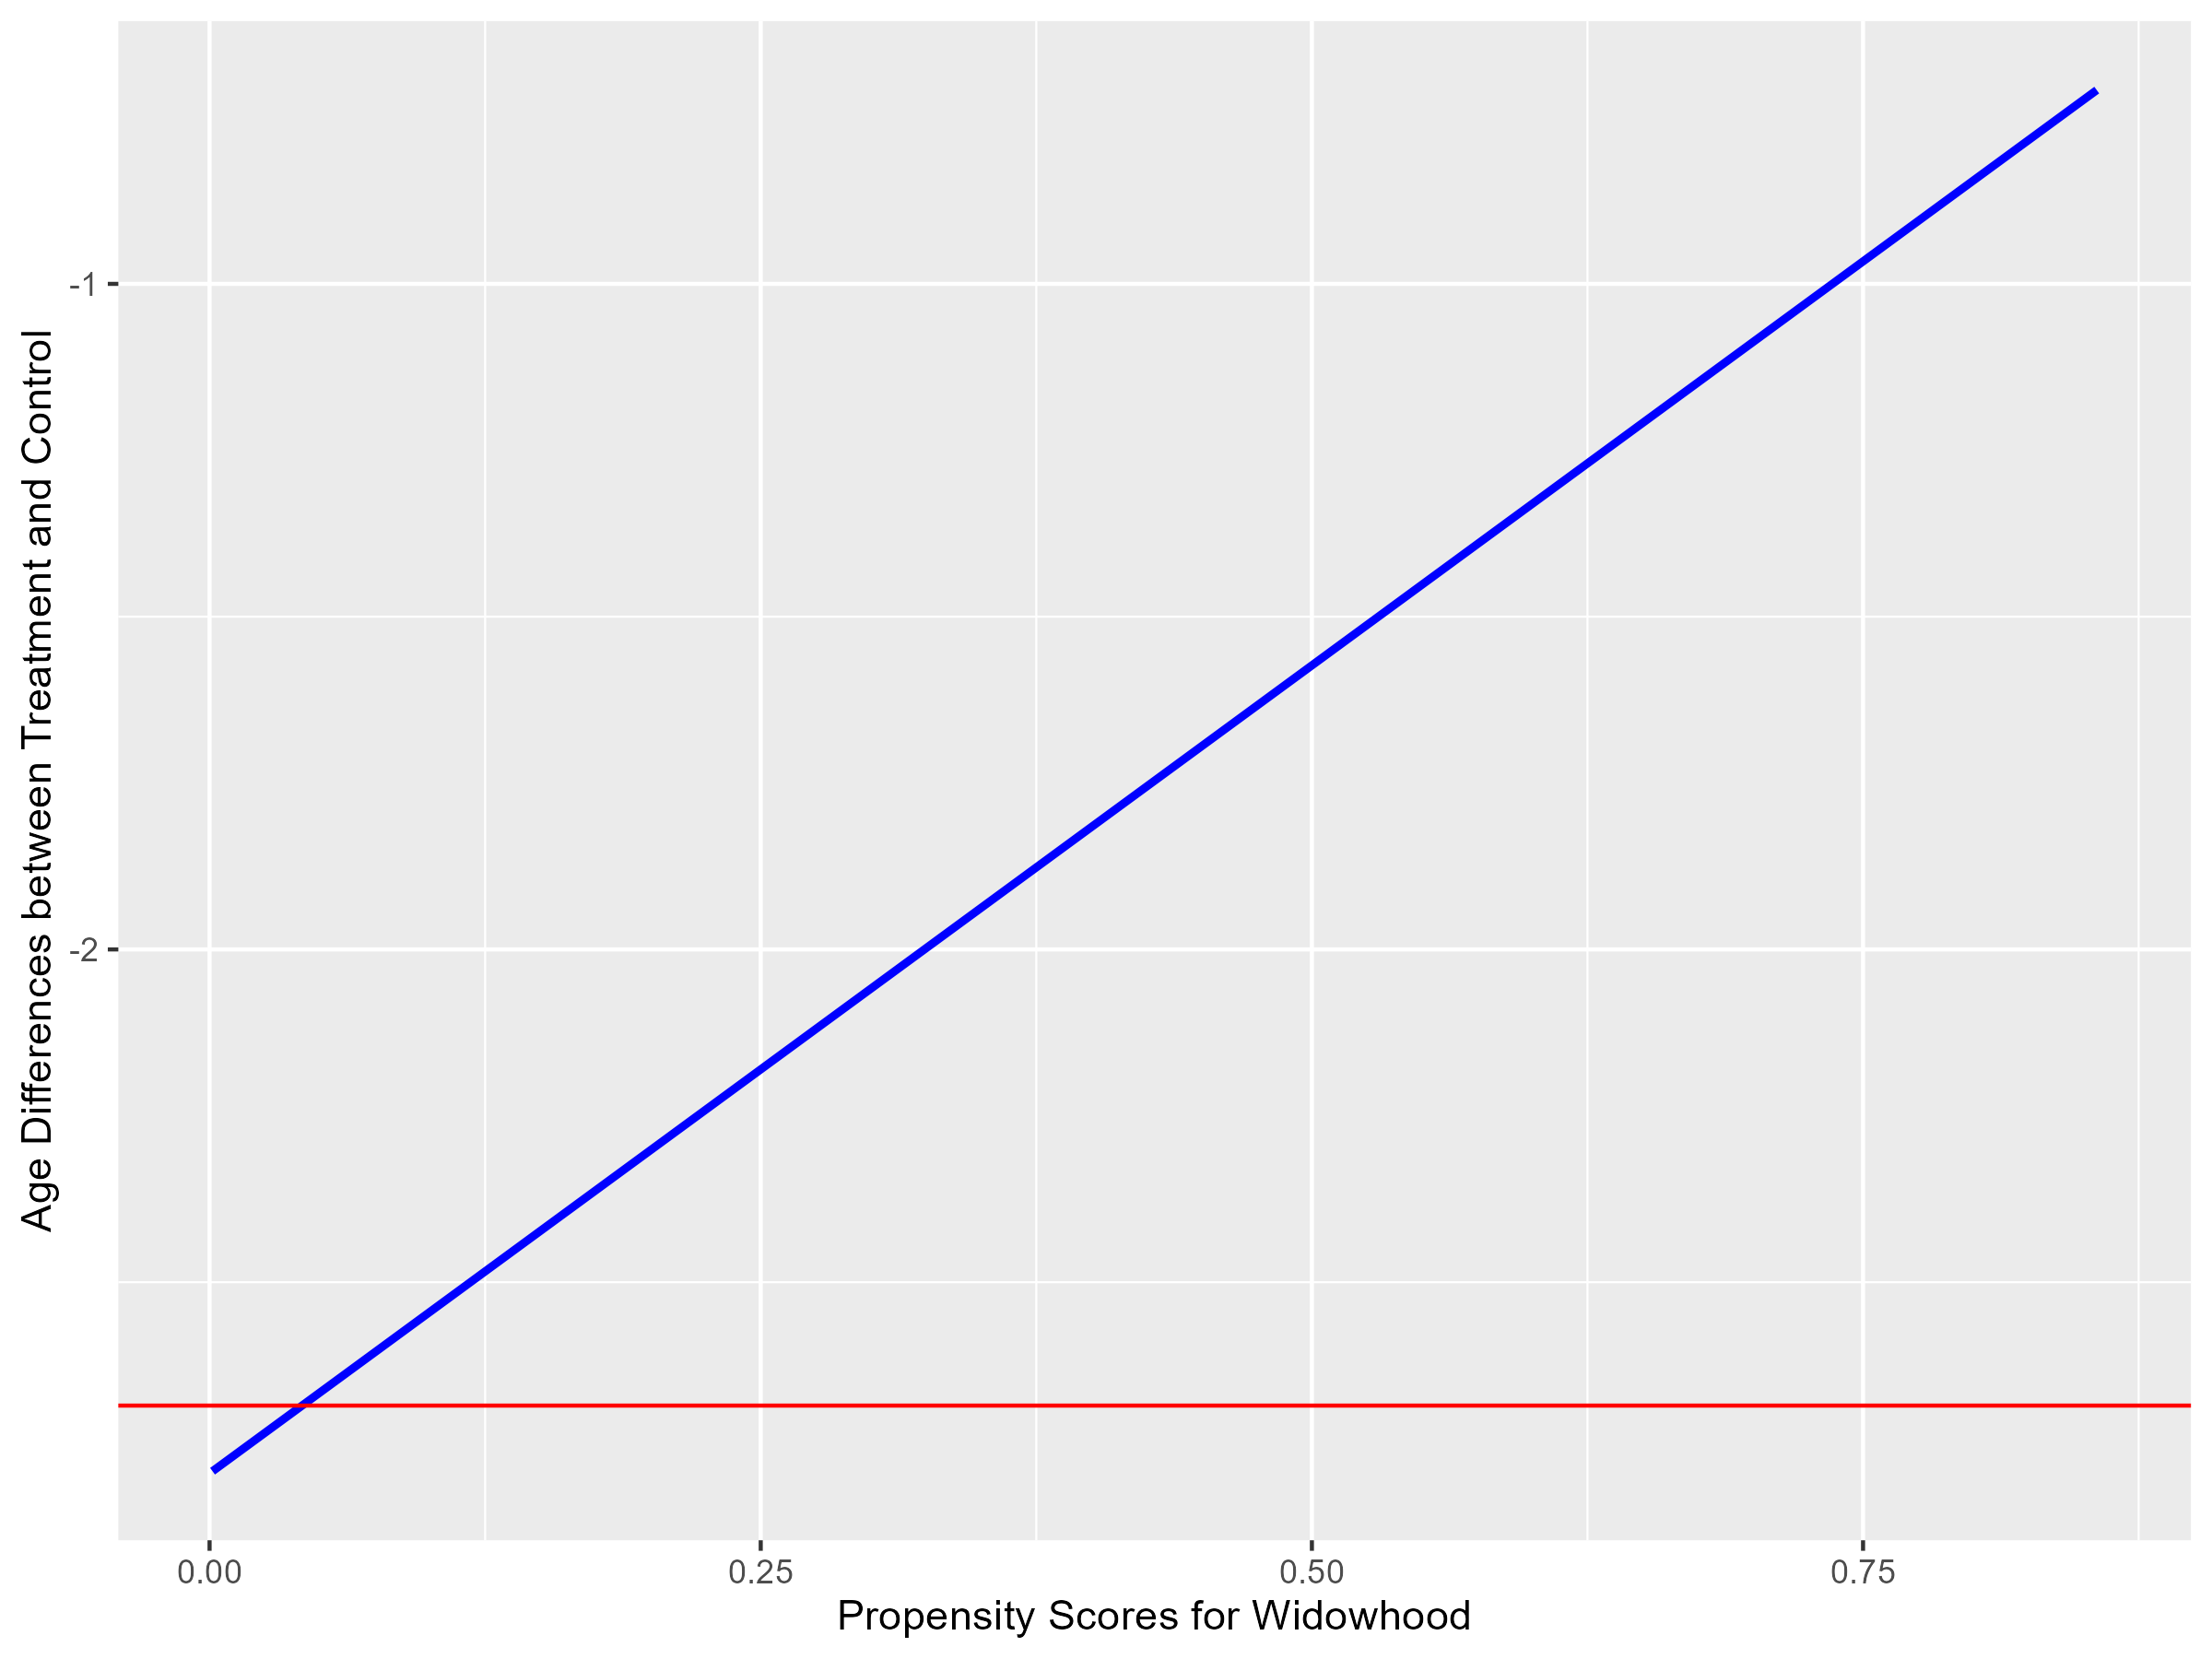 Age Differences between Treatment and Control
-1
-2
0.00 0.25 0.50 0.75
Propensity Scores for Widowhood